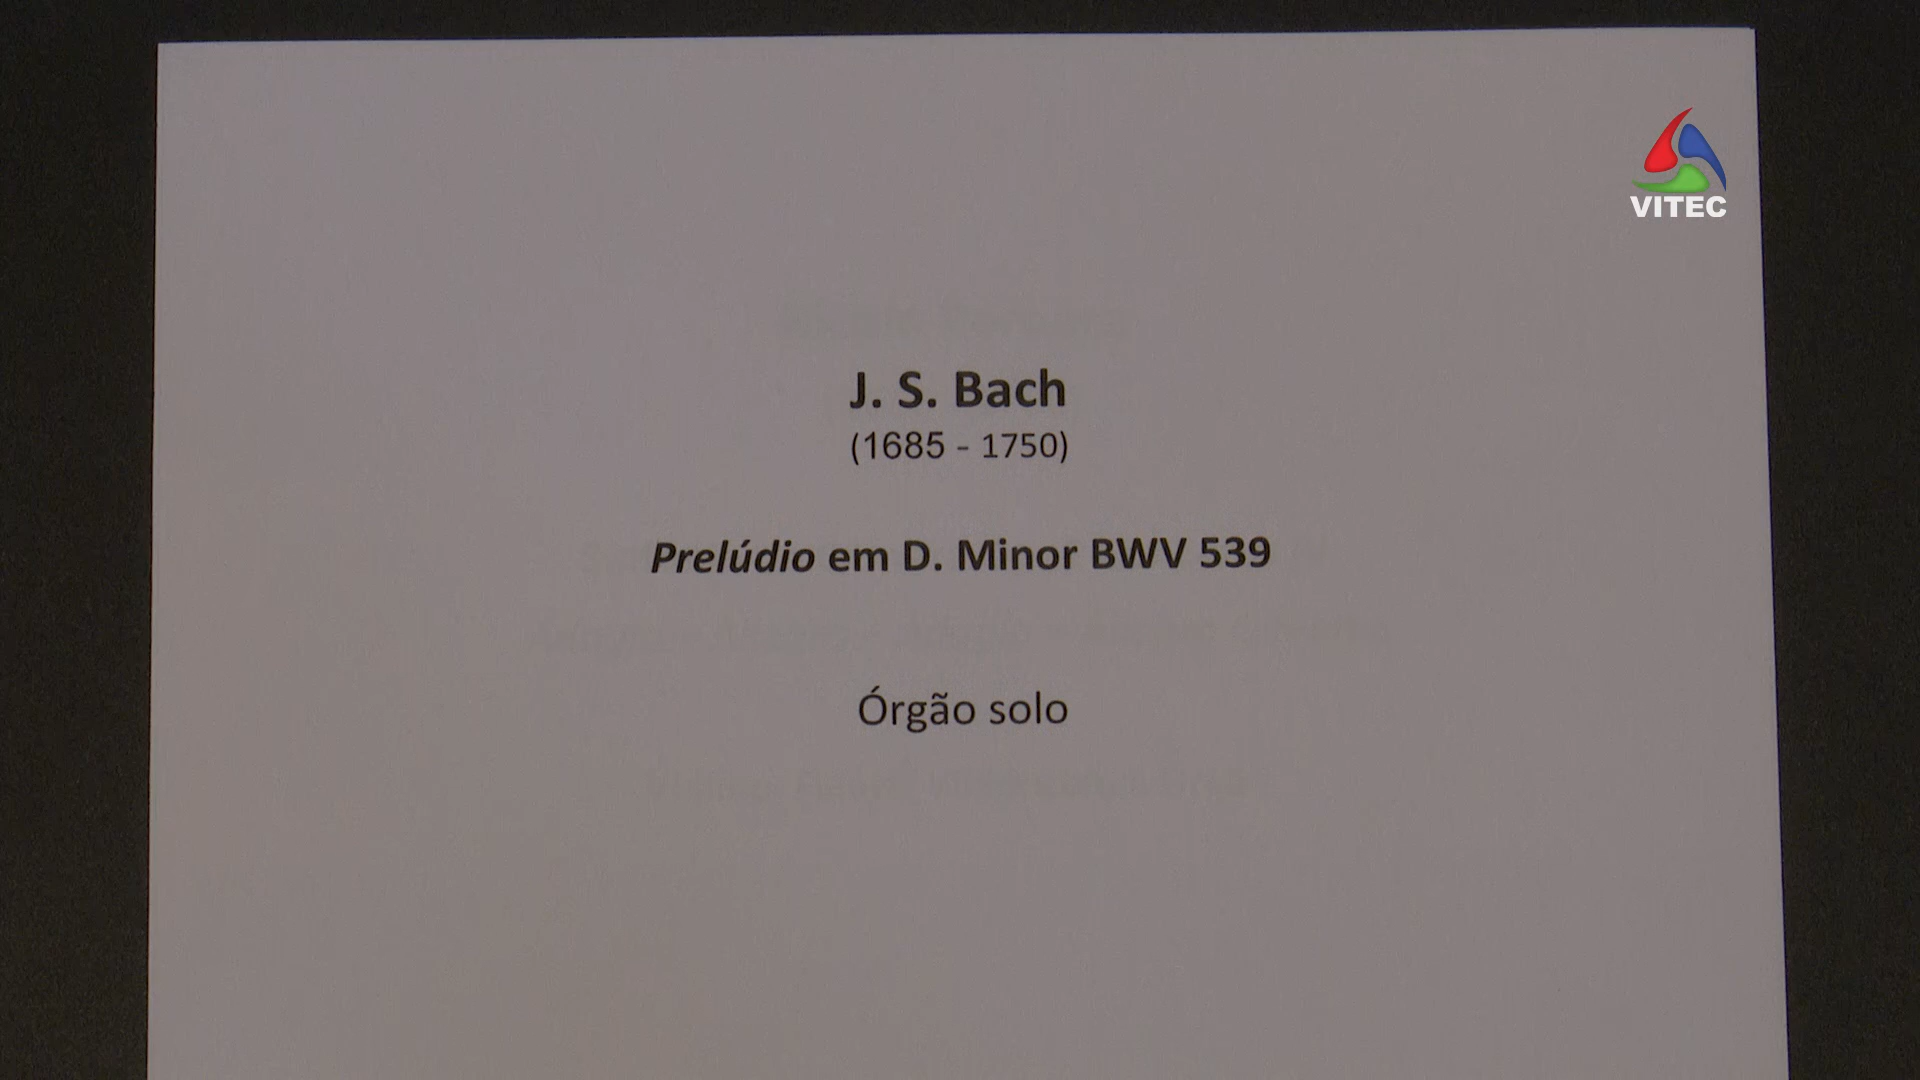 VITEC
J. S. Bach
(1685 - 1750)
Prelúdio em D. Minor BWV 539
Órgão solo